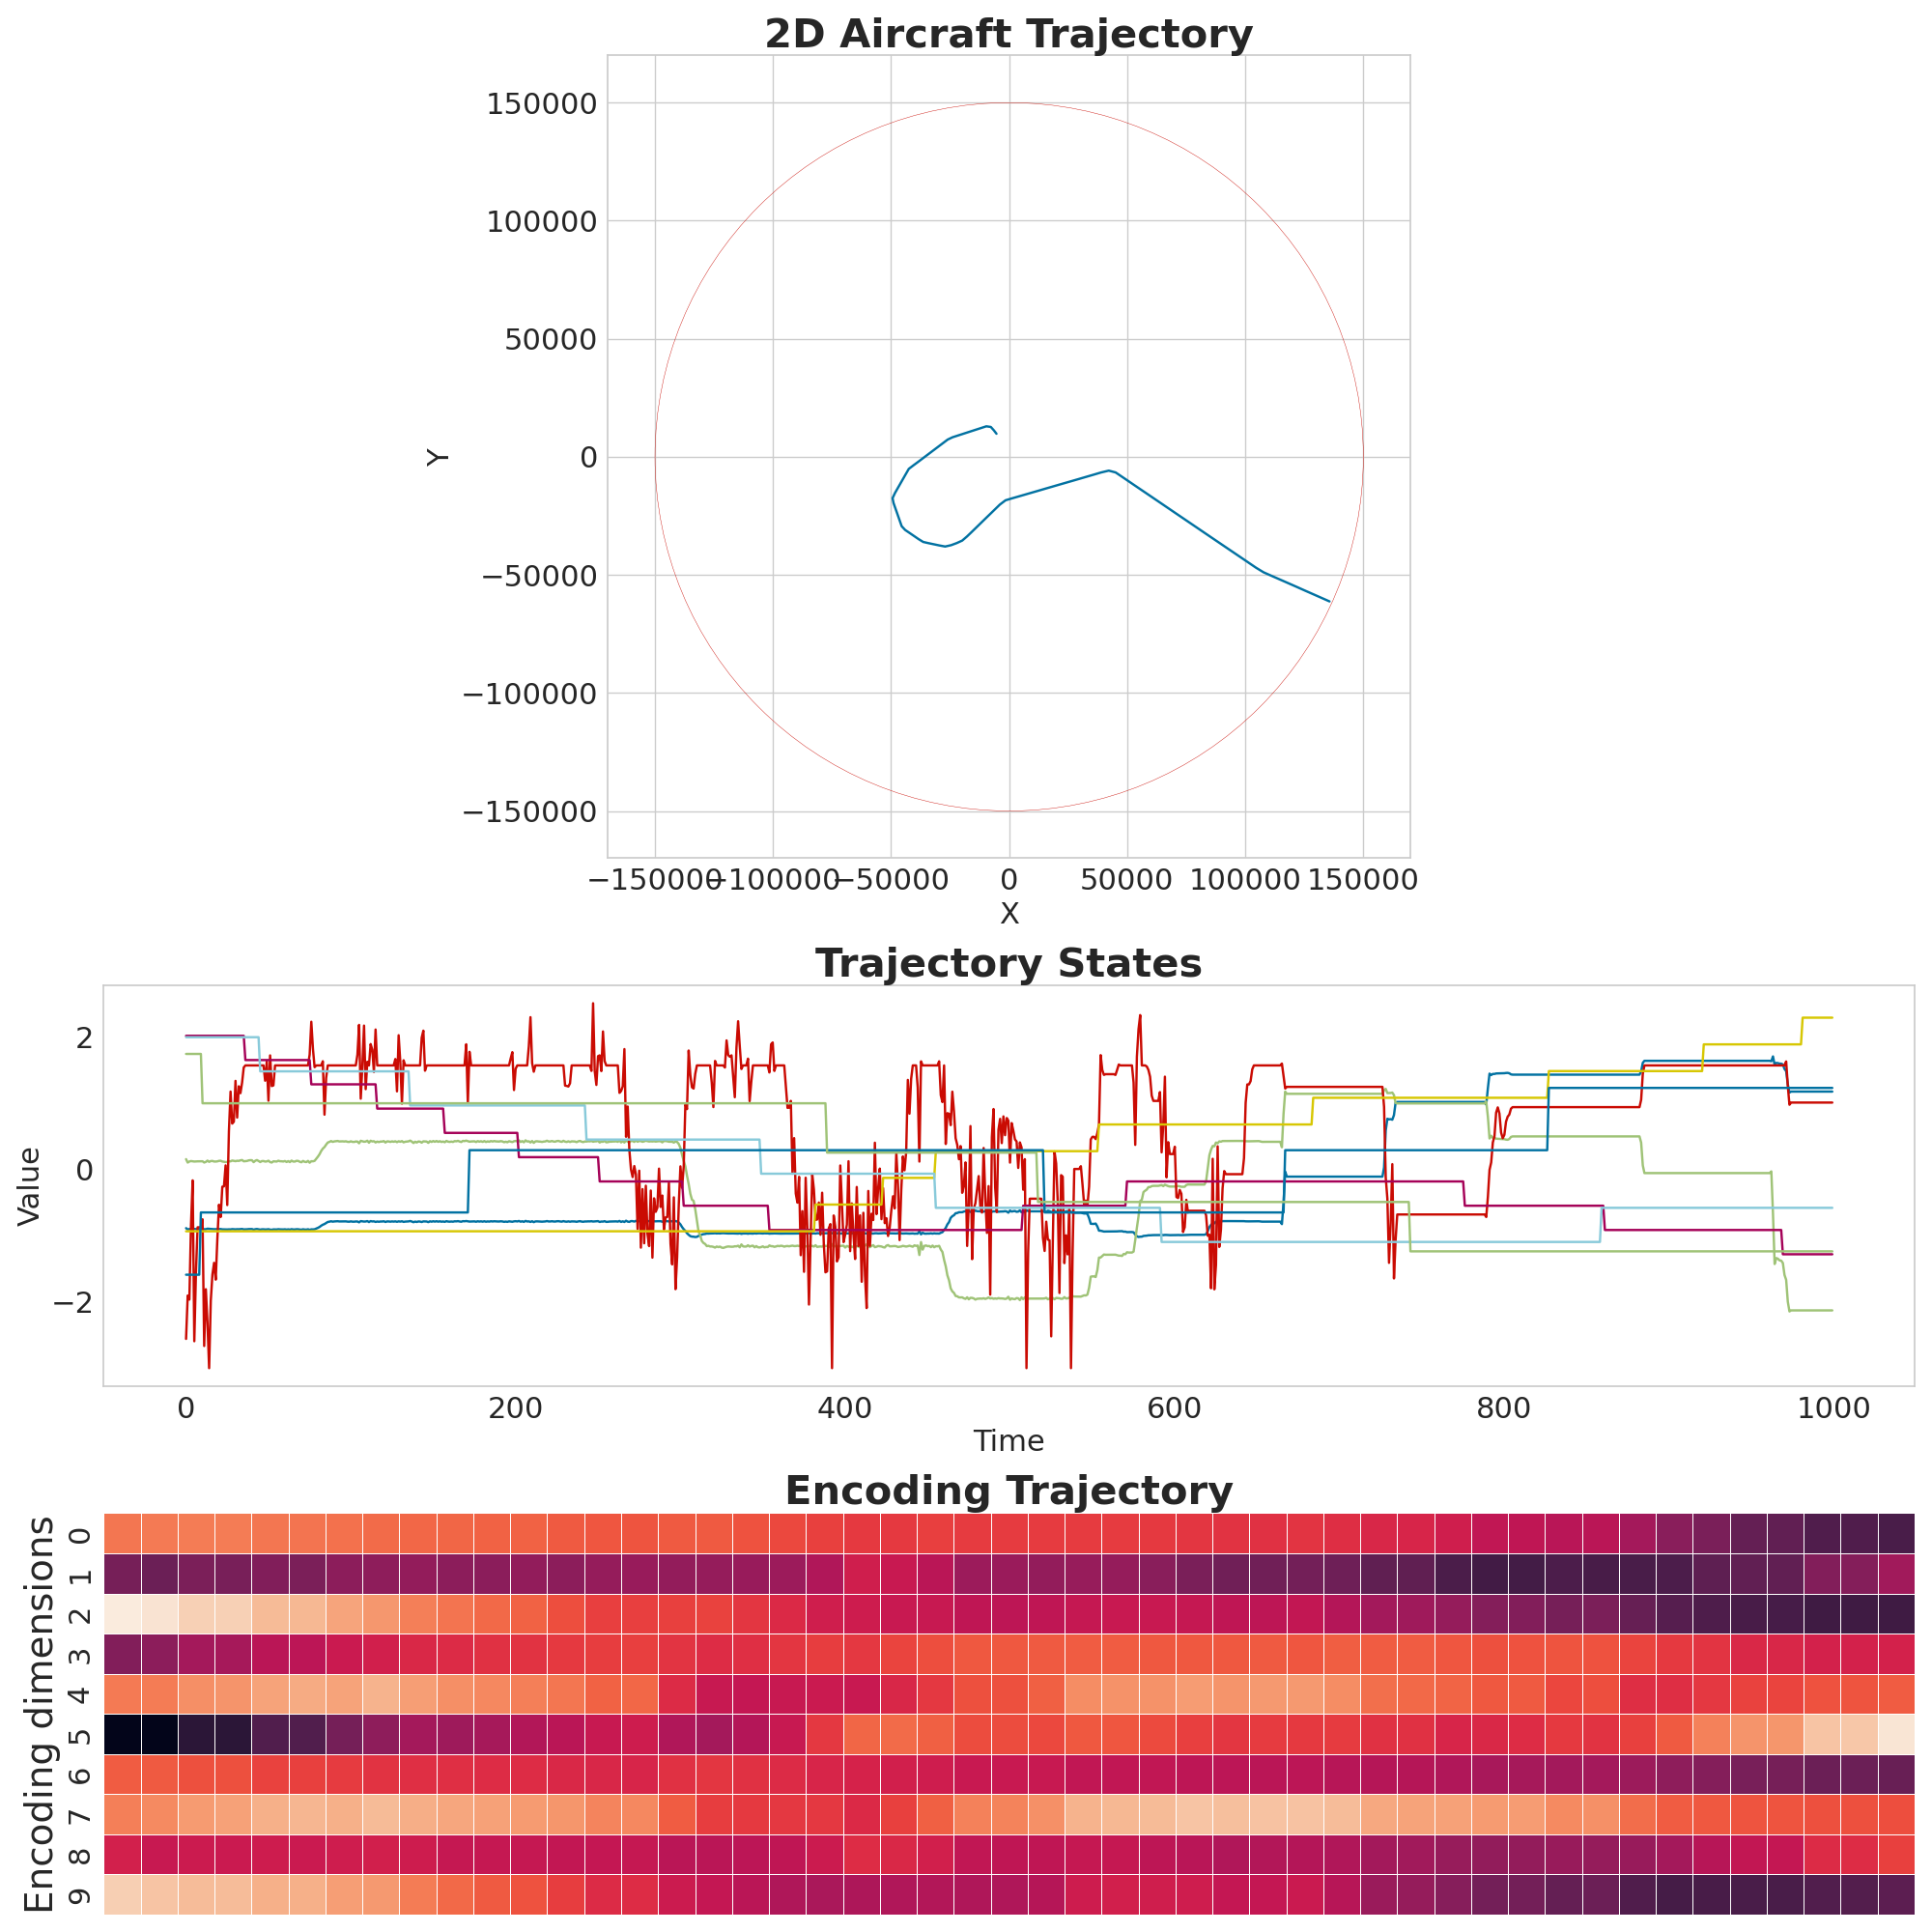 2D Aircraft Trajectory
150000
100000
50000
0
−50000
−100000
−150000
Y
−150000 −100000 −50000 0 50000 100000 150000
X
Trajectory States
2
0
−2
Value
0 200 400 600 800 1000
Time
Encoding Trajectory
Encoding dimensions
0
1
2
3
4
5
6
7
8
9